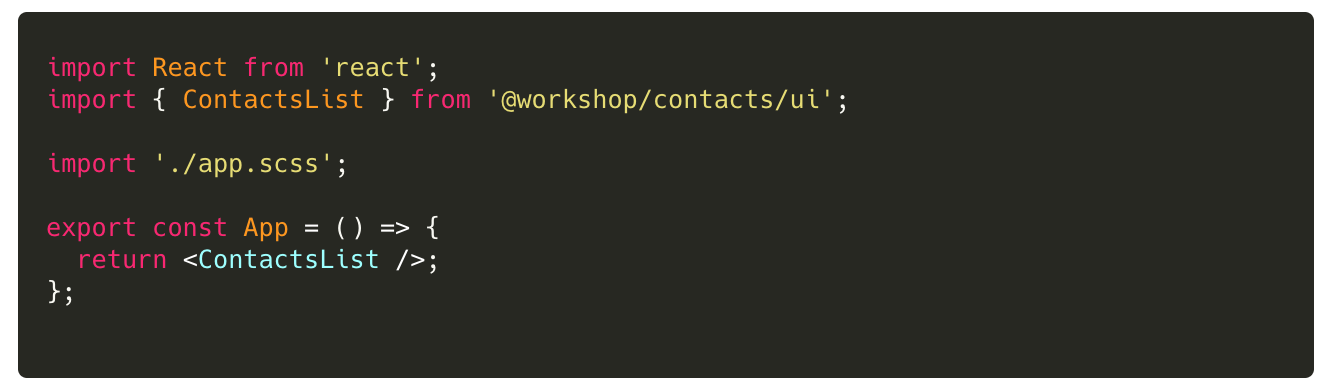 import React from 'react';
import { ContactsList } from '@workshop/contacts/ui';
import './app.scss';
export const App = () => {
  return <ContactsList />;
};